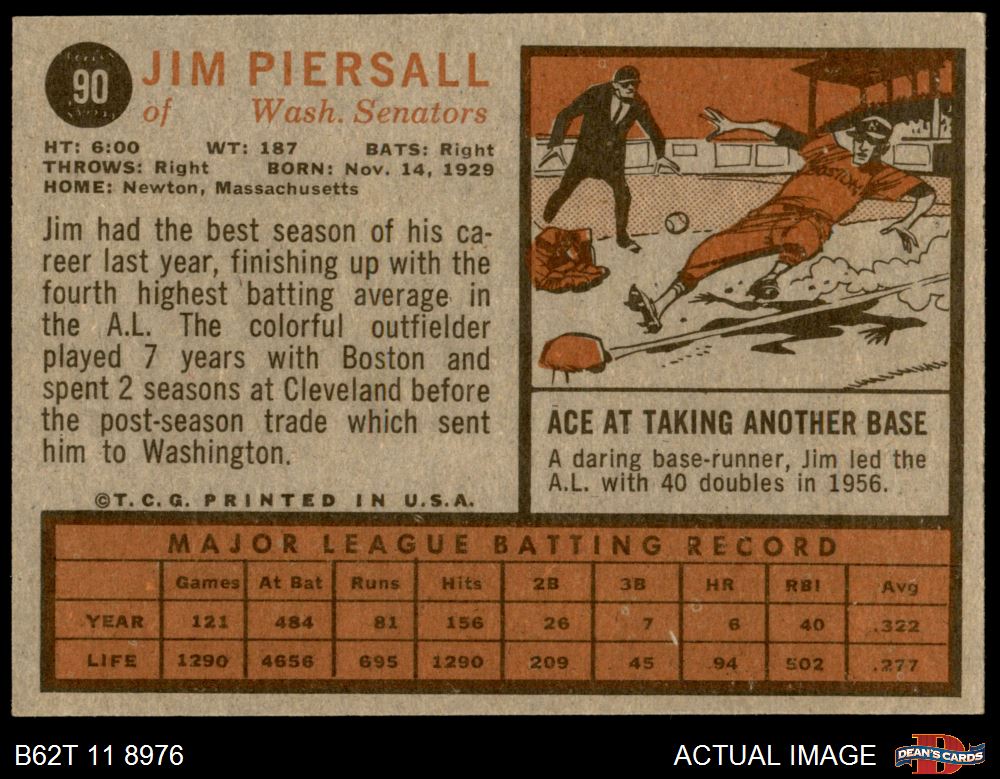 90
JIM PIERSALL
of Wash. Senators
HT: 6:00 WT: 187 BATS: Right
THROWS: Right BORN: Nov. 14, 1929
HOME: Newton, Massachusetts
Jim had the best season of his ca-
reer last year, finishing up with the
fourth highest batting average in
the A.L. The colorful outfielder
played 7 years with Boston and
spent 2 seasons at Cleveland before
the post-season trade which sent
him to Washington.
©T.C.G. PRINTED IN U.S.A.
BOSTON
ACE AT TAKING ANOTHER BASE
A daring base-runner, Jim led the
A.L. with 40 doubles in 1956.
MAJOR LEAGUE BATTING RECORD
Games At Bat Runs Hits 2B 3B HR RBI Avg
YEAR 121 484 81 156 26 7 6 40 .322
LIFE 1290 4656 695 1290 209 45 94 502 .277
B62T 11 8976
ACTUAL IMAGE
DEAN'S CARDS